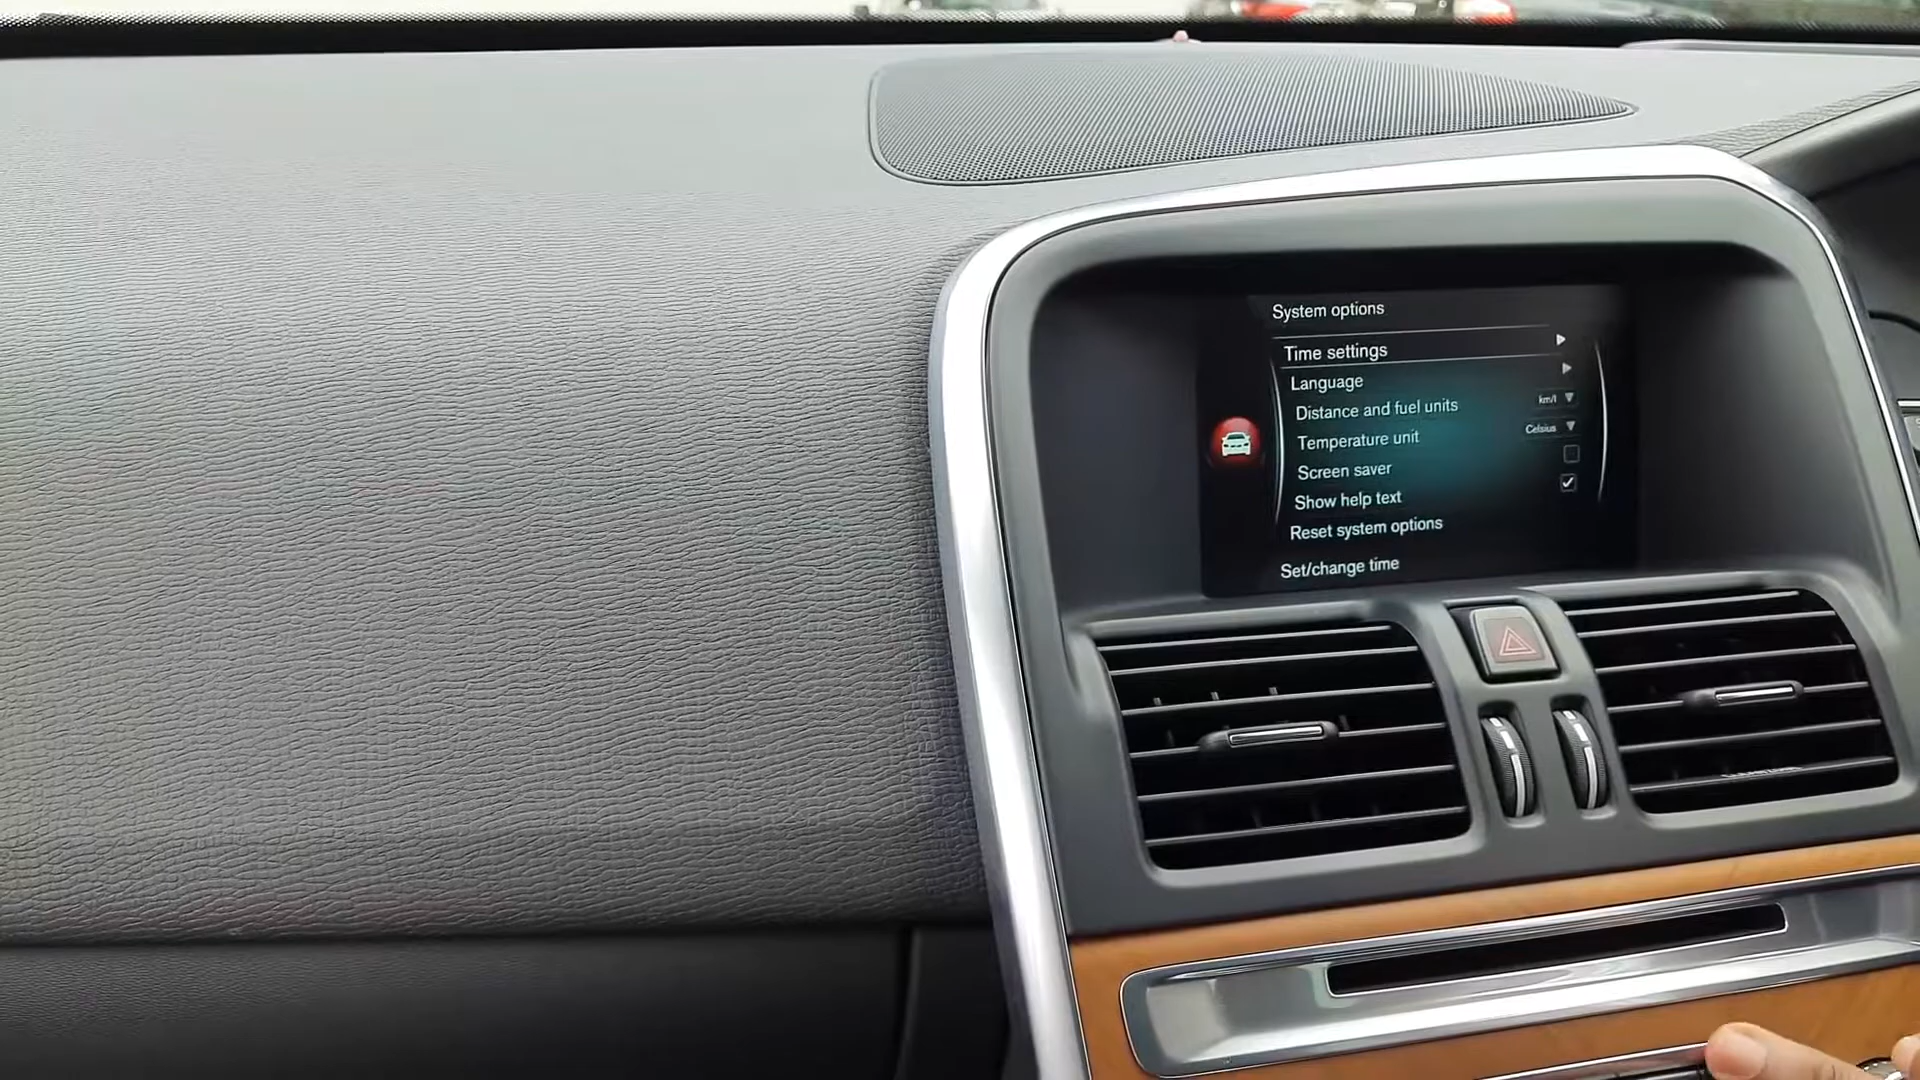 System options
Time settings
Language
Distance and fuel units km/l
Temperature unit Celsius
Screen saver
Show help text
Reset system options
Set/change time